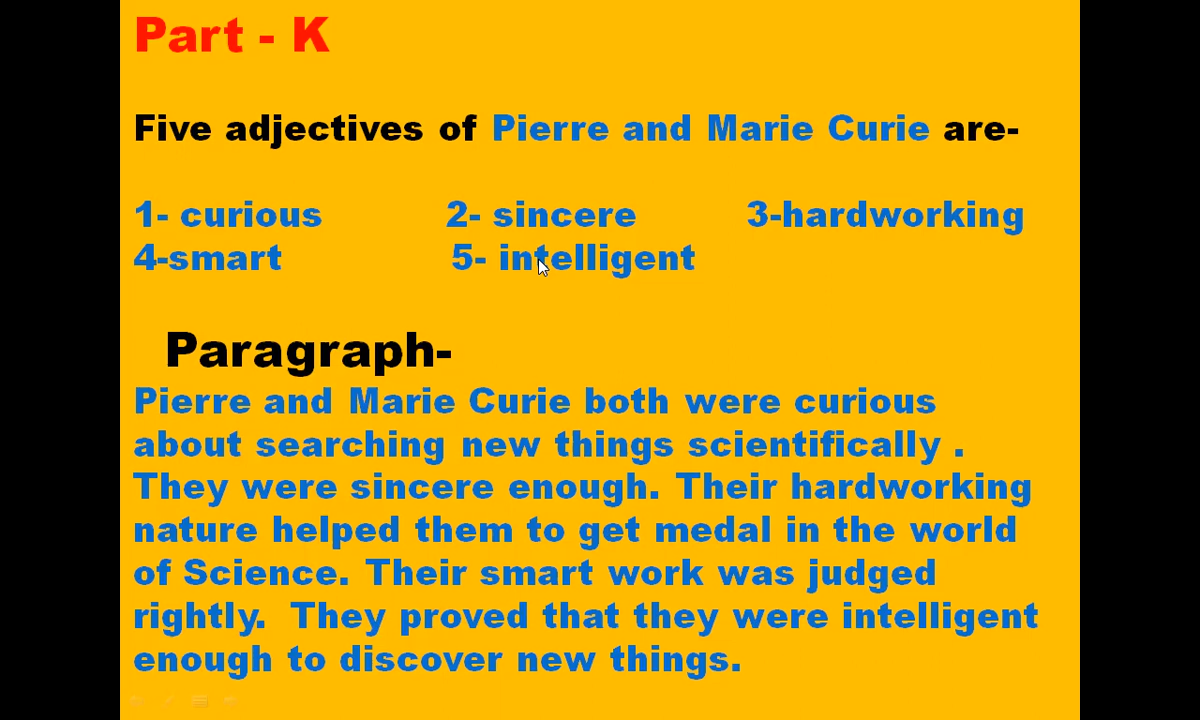 Part - K
Five adjectives of Pierre and Marie Curie are-
1- curious 2- sincere 3-hardworking
4-smart 5- intelligent
Paragraph-
Pierre and Marie Curie both were curious
about searching new things scientifically .
They were sincere enough. Their hardworking
nature helped them to get medal in the world
of Science. Their smart work was judged
rightly. They proved that they were intelligent
enough to discover new things.